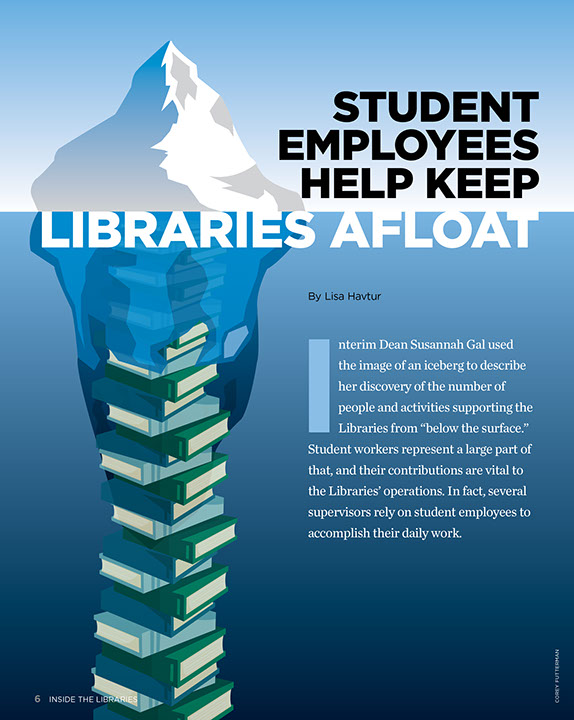 STUDENT
EMPLOYEES
HELP KEEP
LIBRARIES AFLOAT
By Lisa Havtur
Interim Dean Susannah Gal used
the image of an iceberg to describe
her discovery of the number of
people and activities supporting the
Libraries from “below the surface.”
Student workers represent a large part of
that, and their contributions are vital to
the Libraries’ operations. In fact, several
supervisors rely on student employees to
accomplish their daily work.
COREY FUTTERMAN
6 INSIDE THE LIBRARIES